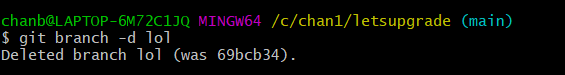 chanb@LAPTOP-6M72C1JQ MINGW64 /c/chan1/letsupgrade (main)
$ git branch -d lol
Deleted branch lol (was 69bcb34).